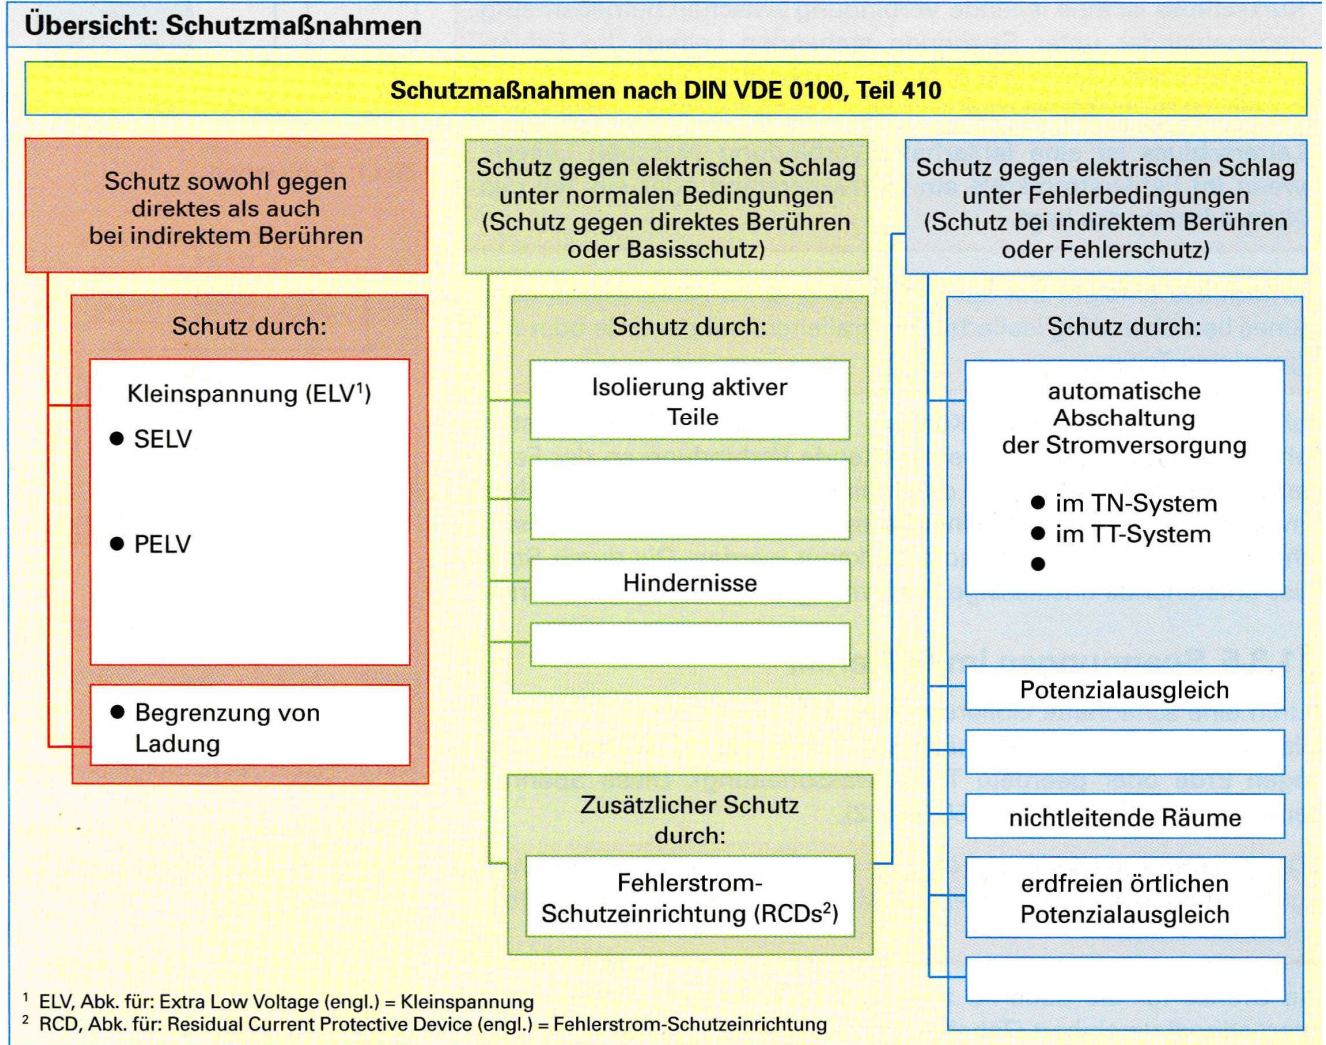 Übersicht: Schutzmaßnahmen
Schutzmaßnahmen nach DIN VDE 0100, Teil 410
Schutz sowohl gegen
direktes als auch
bei indirektem Berühren
Schutz durch:
Kleinspannung (ELV¹)
● SELV
● PELV
● Begrenzung von
Ladung
Schutz gegen elektrischen Schlag
unter normalen Bedingungen
(Schutz gegen direktes Berühren
oder Basisschutz)
Schutz durch:
Isolierung aktiver
Teile
Hindernisse
Zusätzlicher Schutz
durch:
Fehlerstrom-
Schutzeinrichtung (RCDs²)
Schutz gegen elektrischen Schlag
unter Fehlerbedingungen
(Schutz bei indirektem Berühren
oder Fehlerschutz)
Schutz durch:
automatische
Abschaltung
der Stromversorgung
● im TN-System
● im TT-System
●
Potenzialausgleich
nichtleitende Räume
erdfreien örtlichen
Potenzialausgleich
¹ ELV, Abk. für: Extra Low Voltage (engl.) = Kleinspannung
² RCD, Abk. für: Residual Current Protective Device (engl.) = Fehlerstrom-Schutzeinrichtung